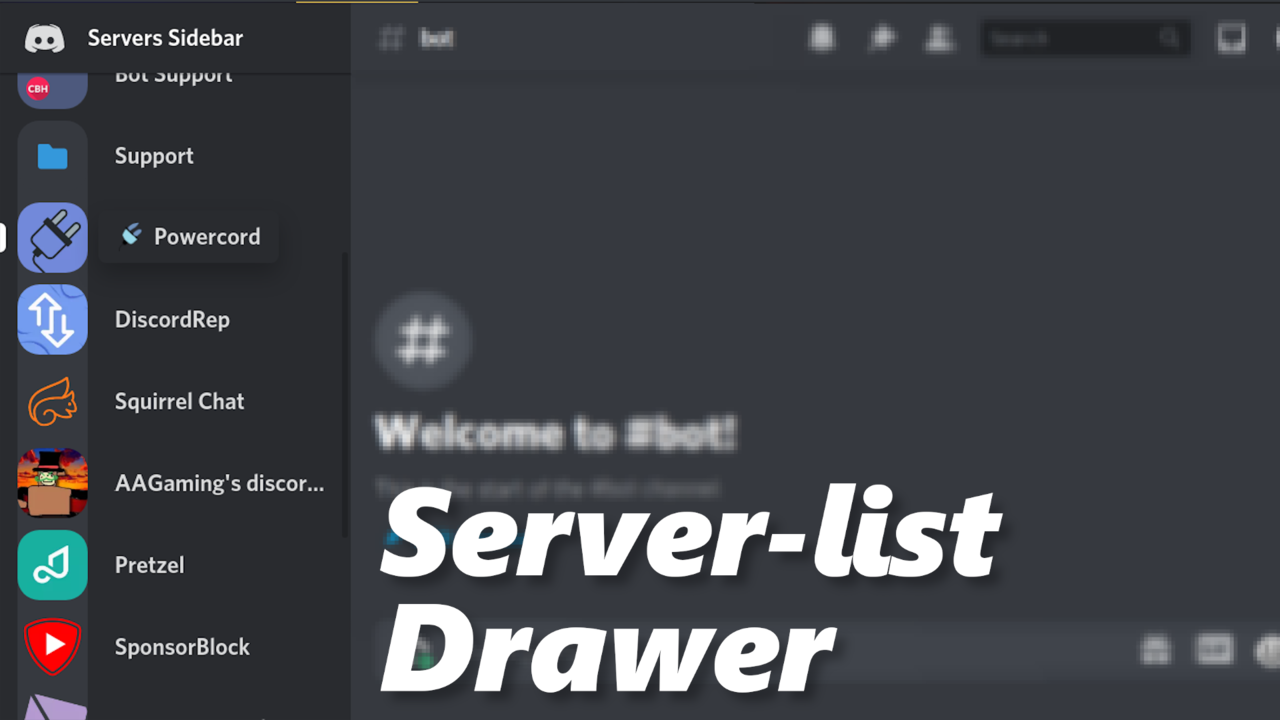 Servers Sidebar
bot
Search
CBH
Bot Support
Support
Powercord
DiscordRep
Squirrel Chat
AAGaming's discor...
Pretzel
SponsorBlock
Welcome to #bot!
Server-list
Drawer